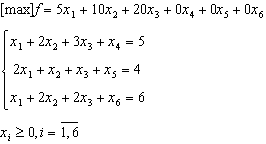 [max]f = 5x₁ + 10x₂ + 20x₃ + 0x₄ + 0x₅ + 0x₆
x₁ + 2x₂ + 3x₃ + x₄ = 5
2x₁ + x₂ + x₃ + x₅ = 4
x₁ + 2x₂ + 2x₃ + x₆ = 6
xᵢ ≥ 0, i = 1,6